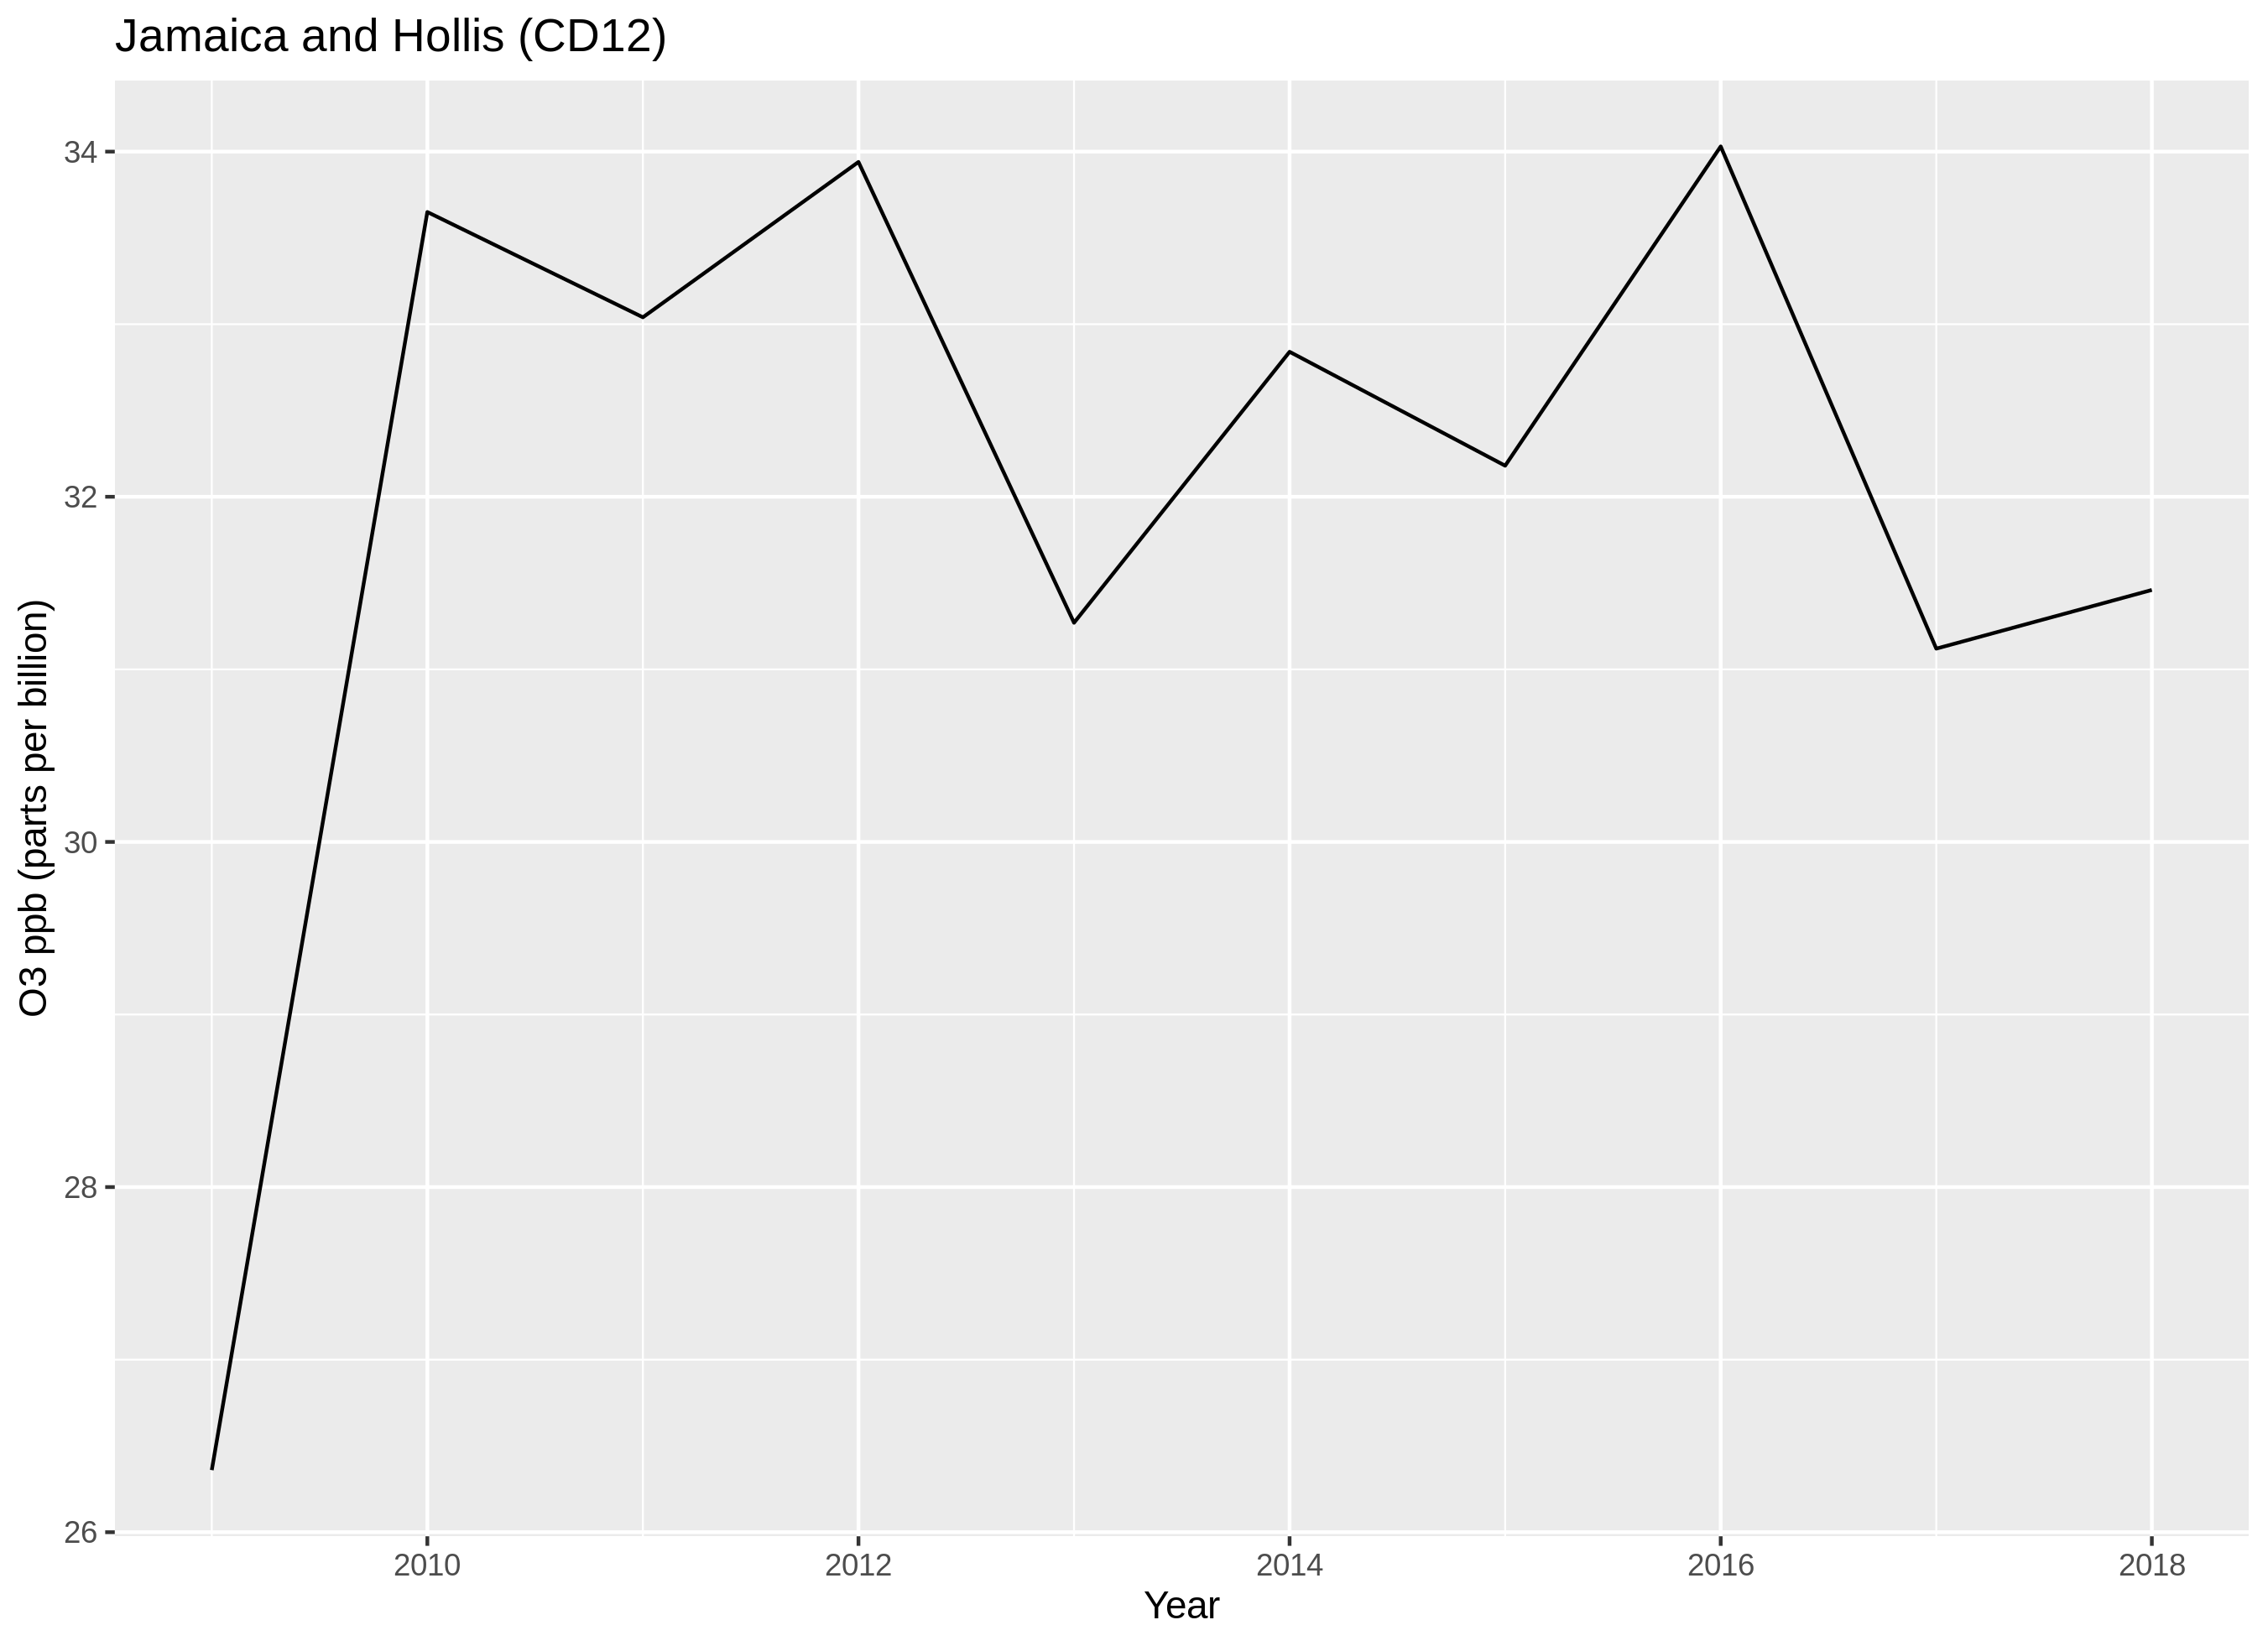 Jamaica and Hollis (CD12)
O3 ppb (parts per billion)
34
32
30
28
26
2010 2012 2014 2016 2018
Year